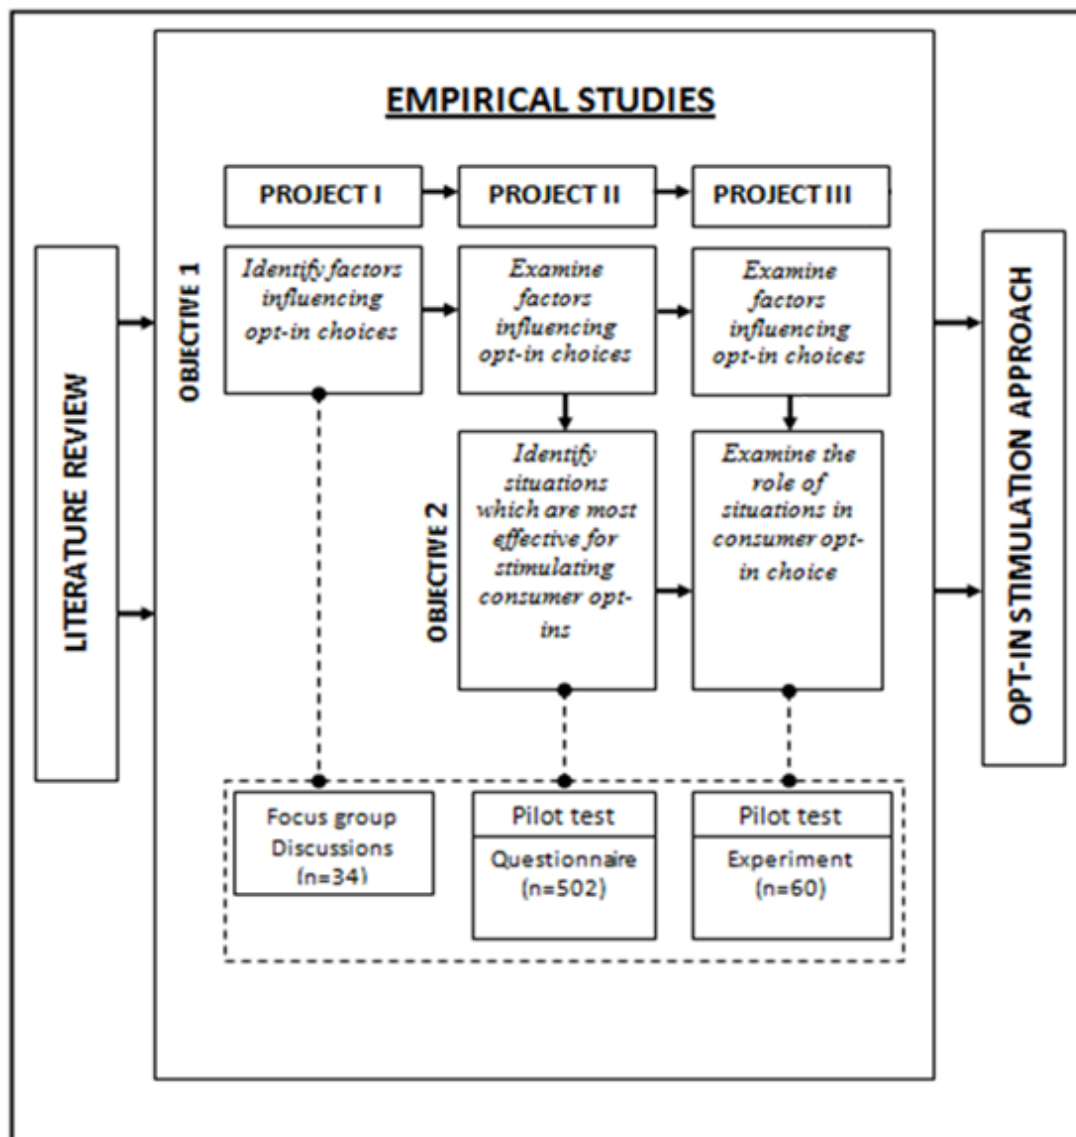 EMPIRICAL STUDIES
PROJECT I
PROJECT II
PROJECT III
LITERATURE REVIEW
OBJECTIVE 1
Identify factors
influencing
opt-in choices
Examine
factors
influencing
opt-in choices
Examine
factors
influencing
opt-in choices
OBJECTIVE 2
Identify
situations
which are most
effective for
stimulating
consumer opt-
ins
Examine the
role of
situations in
consumer opt-
in choice
OPT-IN STIMULATION APPROACH
Focus group
Discussions
(n=34)
Pilot test
Questionnaire
(n=502)
Pilot test
Experiment
(n=60)